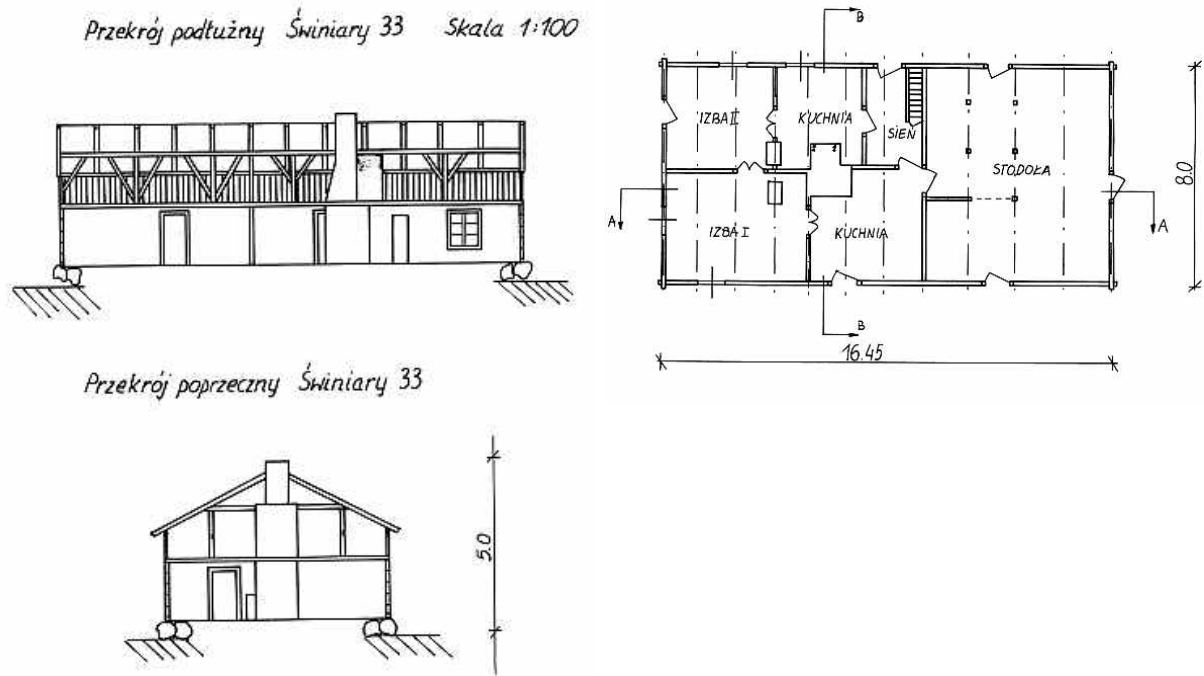 Przekrój podłużny Świniary 33 Skala 1:100
Przekrój poprzeczny Świniary 33
5.0
B
IZBA II
KUCHNIA
SIEŃ
STODOŁA
8.0
A
A
IZBA I
KUCHNIA
B
16.45